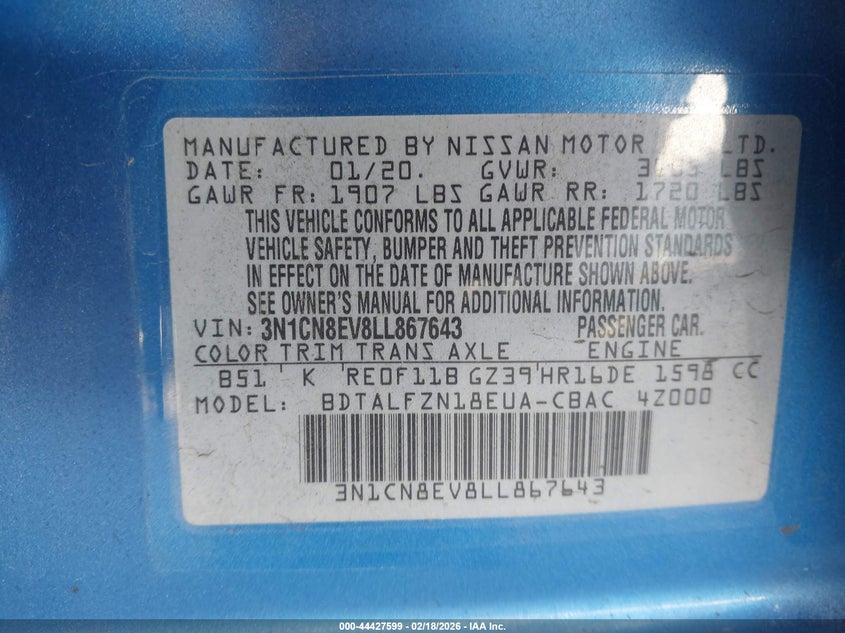 MANUFACTURED BY NISSAN MOTOR LTD.
DATE: 01/20. GVWR: LBS
GAWR FR: 1907 LBS GAWR RR: 1720 LBS
THIS VEHICLE CONFORMS TO ALL APPLICABLE FEDERAL MOTOR
VEHICLE SAFETY, BUMPER AND THEFT PREVENTION STANDARDS
IN EFFECT ON THE DATE OF MANUFACTURE SHOWN ABOVE.
SEE OWNER'S MANUAL FOR ADDITIONAL INFORMATION.
VIN: 3N1CN8EV8LL867643 PASSENGER CAR.
COLOR TRIM TRANS AXLE ENGINE
B51 K RE0F11B GZ39 HR16DE 1598 CC
MODEL: BDTALFZN18EUA-CBAC 4Z000
3N1CN8EV8LL867643
000-44427599 — 02/18/2026 — IAA Inc.